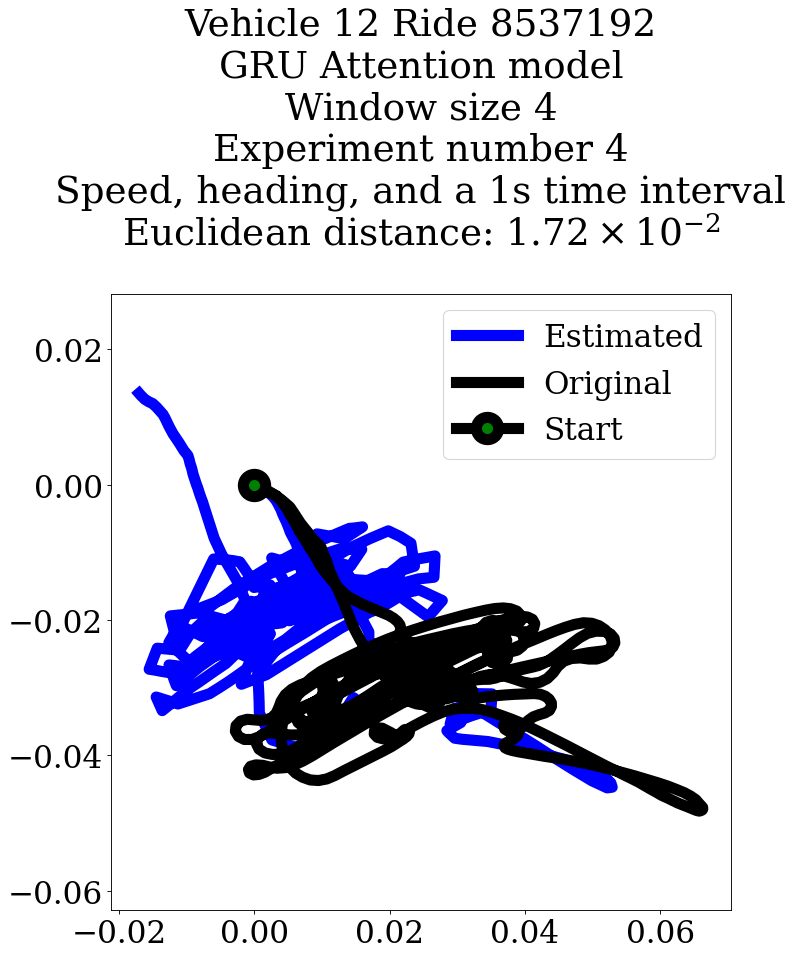 Vehicle 12 Ride 8537192
GRU Attention model
Window size 4
Experiment number 4
Speed, heading, and a 1s time interval
Euclidean distance: 1.72 × 10⁻²
Estimated
Original
Start
0.02
0.00
−0.02
−0.04
−0.06
−0.02 0.00 0.02 0.04 0.06